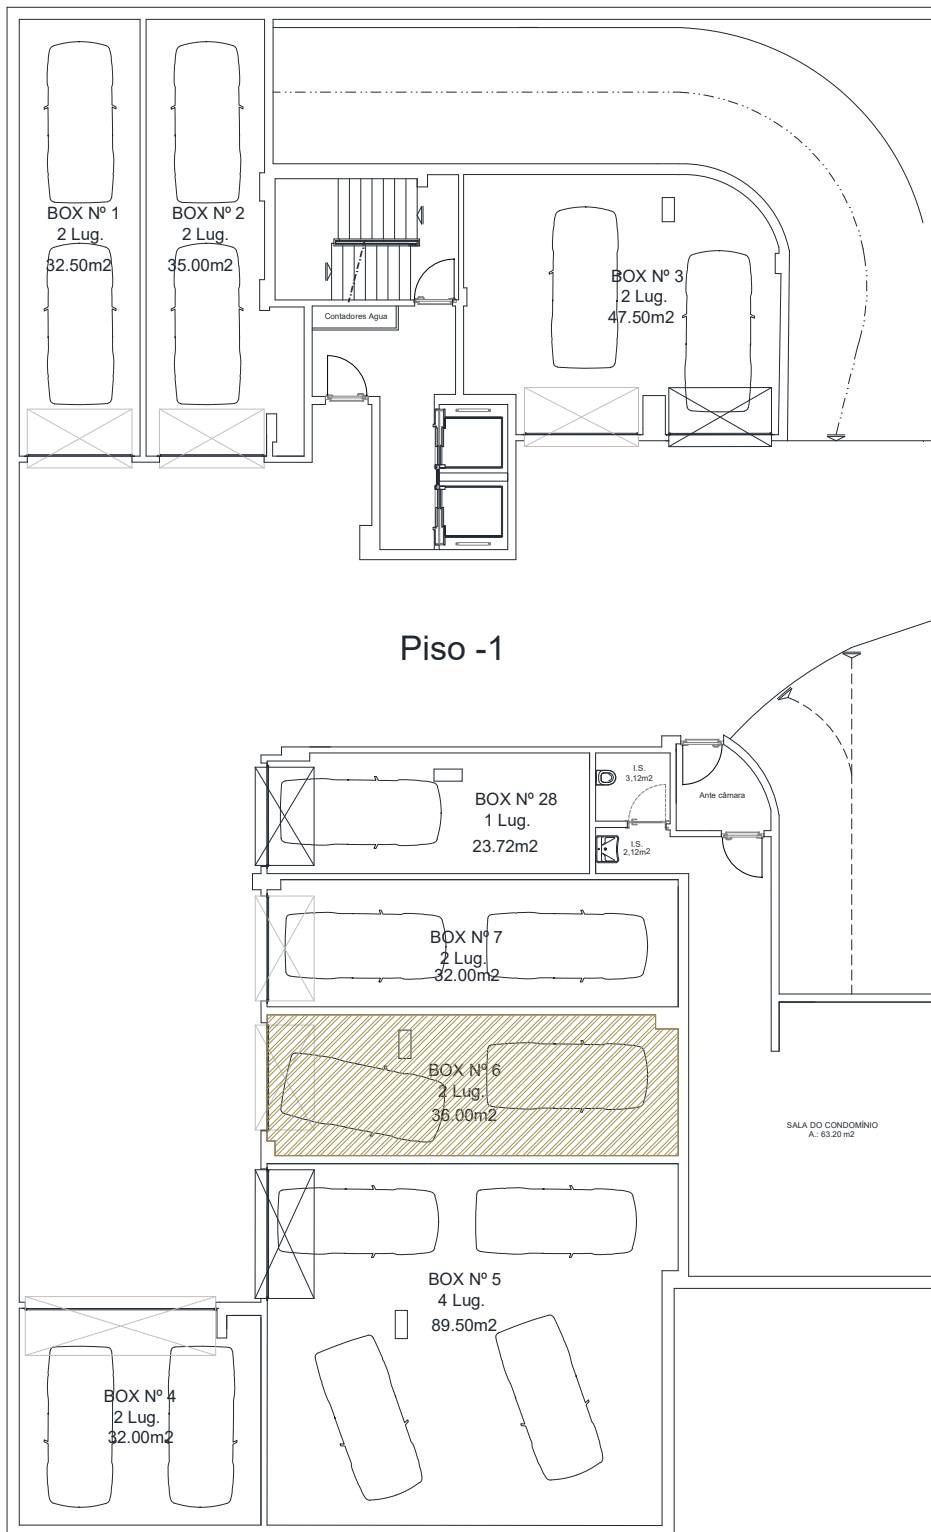 BOX Nº 1
2 Lug.
32.50m2
BOX Nº 2
2 Lug.
35.00m2
BOX Nº 3
2 Lug.
47.50m2
Contadores Agua
Piso -1
BOX Nº 28
1 Lug.
23.72m2
I.S.
3,12m2
Ante câmara
I.S.
2,12m2
BOX Nº 7
2 Lug.
32.00m2
BOX Nº 6
2 Lug.
36.00m2
SALA DO CONDOMÍNIO
A.: 63.20 m2
BOX Nº 5
4 Lug.
89.50m2
BOX Nº 4
2 Lug.
32.00m2